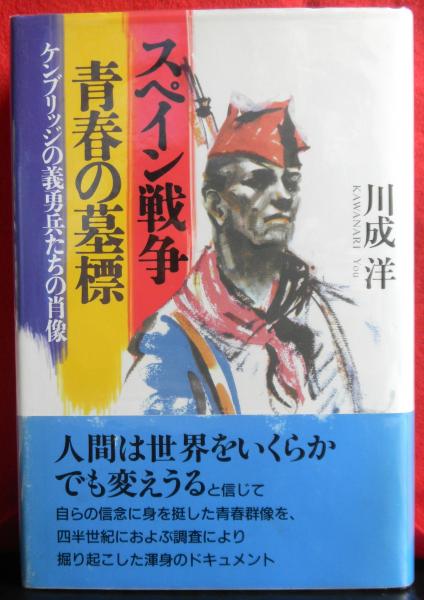 スペイン戦争
青春の墓標
ケンブリッジの義勇兵たちの肖像
川成 洋
KAWANARI You
人間は世界をいくらか
でも変えうると信じて
自らの信念に身を挺した青春群像を、
四半世紀におよぶ調査により
掘り起こした渾身のドキュメント